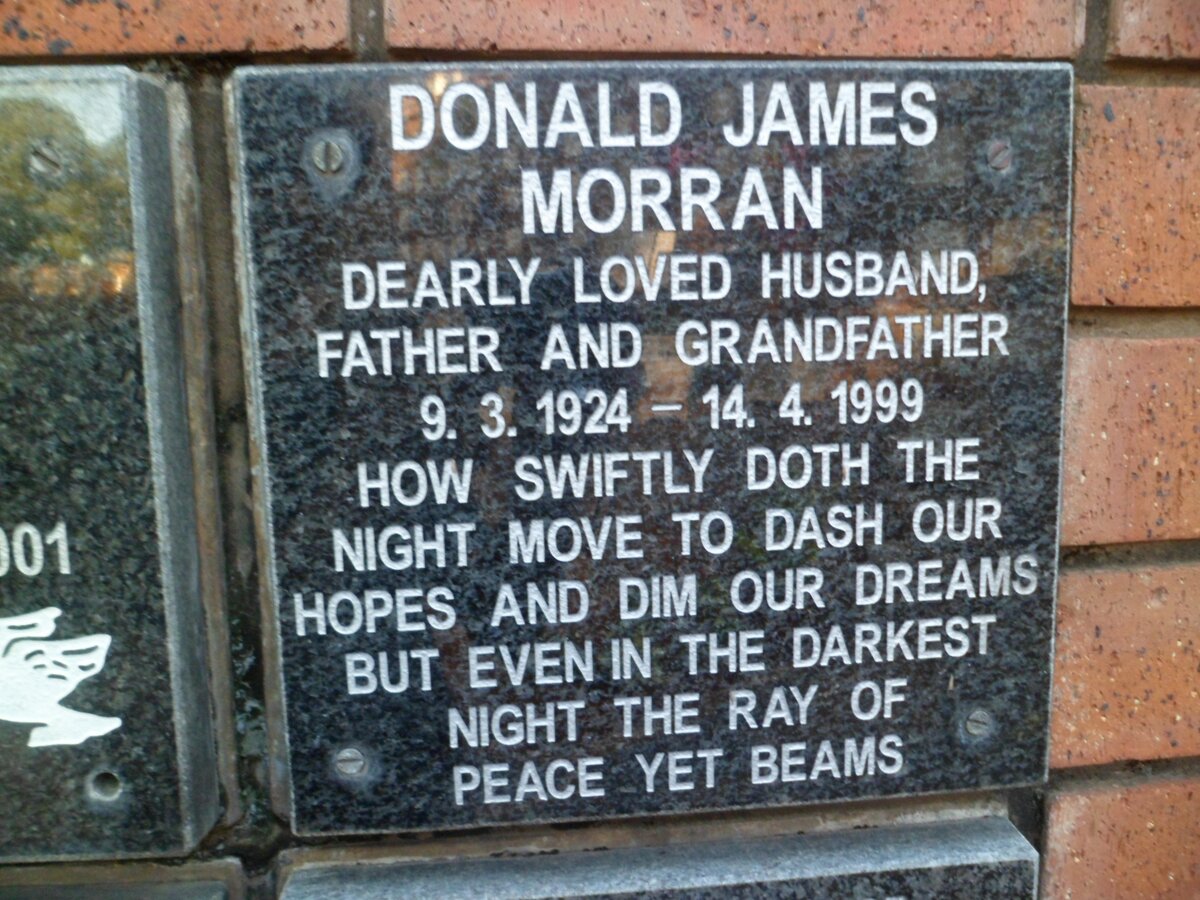 DONALD JAMES
MORRAN
DEARLY LOVED HUSBAND,
FATHER AND GRANDFATHER
9. 3. 1924 – 14. 4. 1999
HOW SWIFTLY DOTH THE
NIGHT MOVE TO DASH OUR
HOPES AND DIM OUR DREAMS
BUT EVEN IN THE DARKEST
NIGHT THE RAY OF
PEACE YET BEAMS